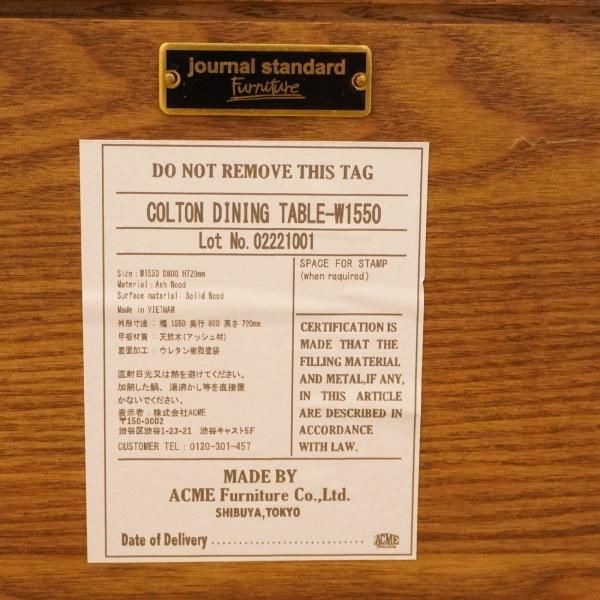 journal standard
Furniture
DO NOT REMOVE THIS TAG
COLTON DINING TABLE-W1550
Lot No. 02221001
Size : W1550 D800 H720mm
Material : Ash Wood
Surface material: Solid Wood
Made in VIETNAM
外形寸法 : 幅 1550 奥行 800 高さ 720mm
甲板材質 : 天然木(アッシュ材)
表面加工 : ウレタン樹脂塗装
直射日光又は熱を避けてください。
加熱した鍋、湯沸かし等を直接置
かないでください。
表示者：株式会社ACME
〒150-0002
渋谷区渋谷1-23-21 渋谷キャスト5F
CUSTOMER TEL : 0120-301-457
SPACE FOR STAMP
(when required)
CERTIFICATION IS
MADE THAT THE
FILLING MATERIAL
AND METAL,IF ANY,
IN THIS ARTICLE
ARE DESCRIBED IN
ACCORDANCE
WITH LAW.
MADE BY
ACME Furniture Co.,Ltd.
SHIBUYA,TOKYO
Date of Delivery ............................
ACME